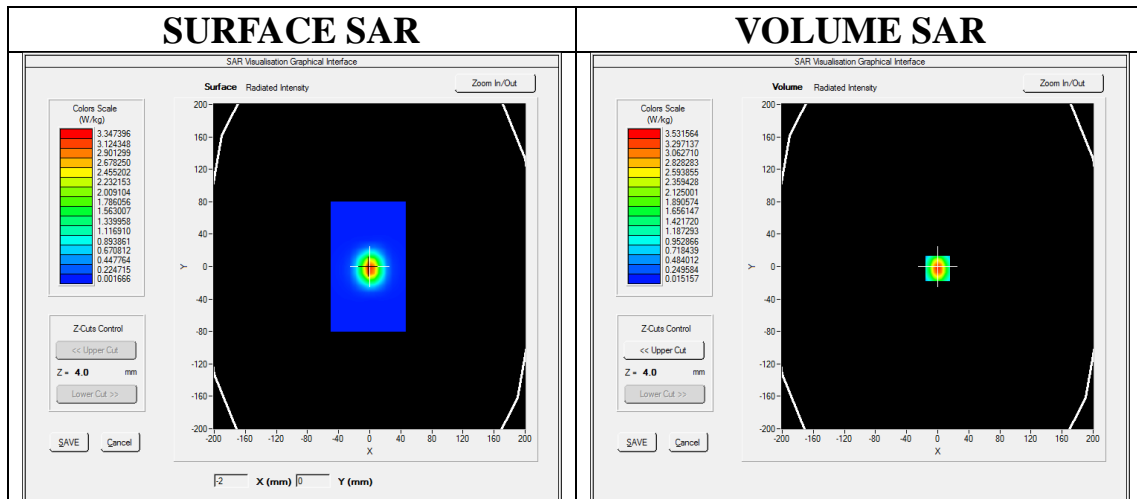 SURFACE SAR
VOLUME SAR
SAR Visualisation Graphical Interface
Surface Radiated Intensity
Zoom In/Out
Colors Scale
(W/kg)
3.347396
3.124348
2.901299
2.678250
2.455202
2.232153
2.009104
1.786056
1.563007
1.339958
1.116910
0.893861
0.670812
0.447764
0.224715
0.001666
Y
200
160
120
80
40
0
-40
-80
-120
-160
-200
-200 -160 -120 -80 -40 0 40 80 120 160 200
X
Z-Cuts Control
<< Upper Cut
Z = 4.0 mm
Lower Cut >>
SAVE Cancel
-2 X (mm) 0 Y (mm)
SAR Visualisation Graphical Interface
Volume Radiated Intensity
Zoom In/Out
Colors Scale
(W/kg)
3.531564
3.297137
3.062710
2.828283
2.593855
2.359428
2.125001
1.890574
1.656147
1.421720
1.187293
0.952866
0.718439
0.484012
0.249584
0.015157
Y
200
160
120
80
40
0
-40
-80
-120
-160
-200
-200 -160 -120 -80 -40 0 40 80 120 160 200
X
Z-Cuts Control
<< Upper Cut
Z = 4.0 mm
Lower Cut >>
SAVE Cancel